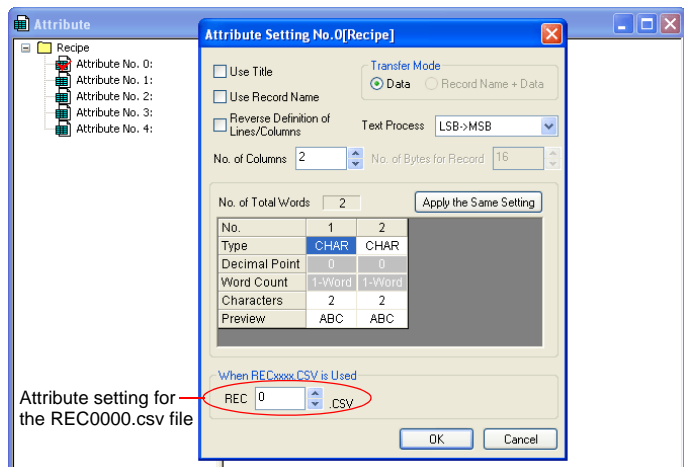 Attribute
Recipe
Attribute No. 0:
Attribute No. 1:
Attribute No. 2:
Attribute No. 3:
Attribute No. 4:
Attribute Setting No.0[Recipe]
Use Title
Use Record Name
Reverse Definition of
Lines/Columns
Transfer Mode
Data
Record Name + Data
Text Process LSB->MSB
No. of Columns 2
No. of Bytes for Record 16
No. of Total Words 2
Apply the Same Setting
No. 1 2
Type CHAR CHAR
Decimal Point 0 0
Word Count 1-Word 1-Word
Characters 2 2
Preview ABC ABC
When RECxxxx.CSV is Used
REC 0 .CSV
Attribute setting for
the REC0000.csv file
OK Cancel